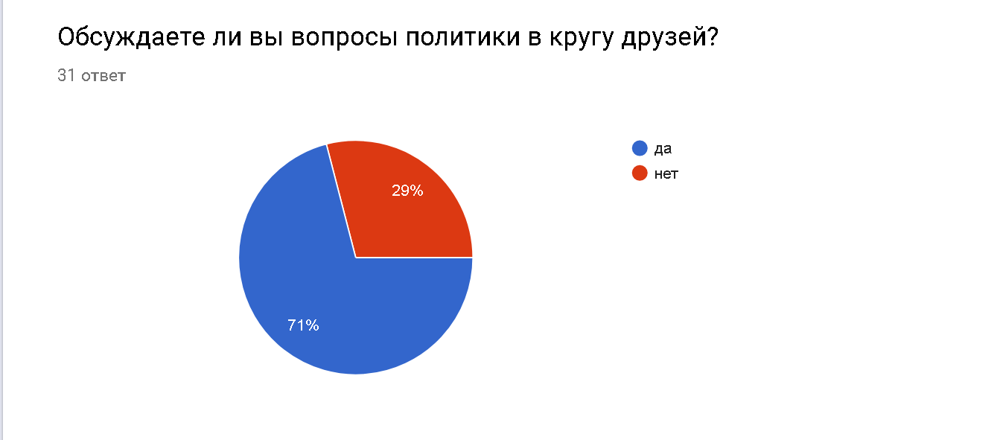 Обсуждаете ли вы вопросы политики в кругу друзей?
31 ответ
да
нет
29%
71%